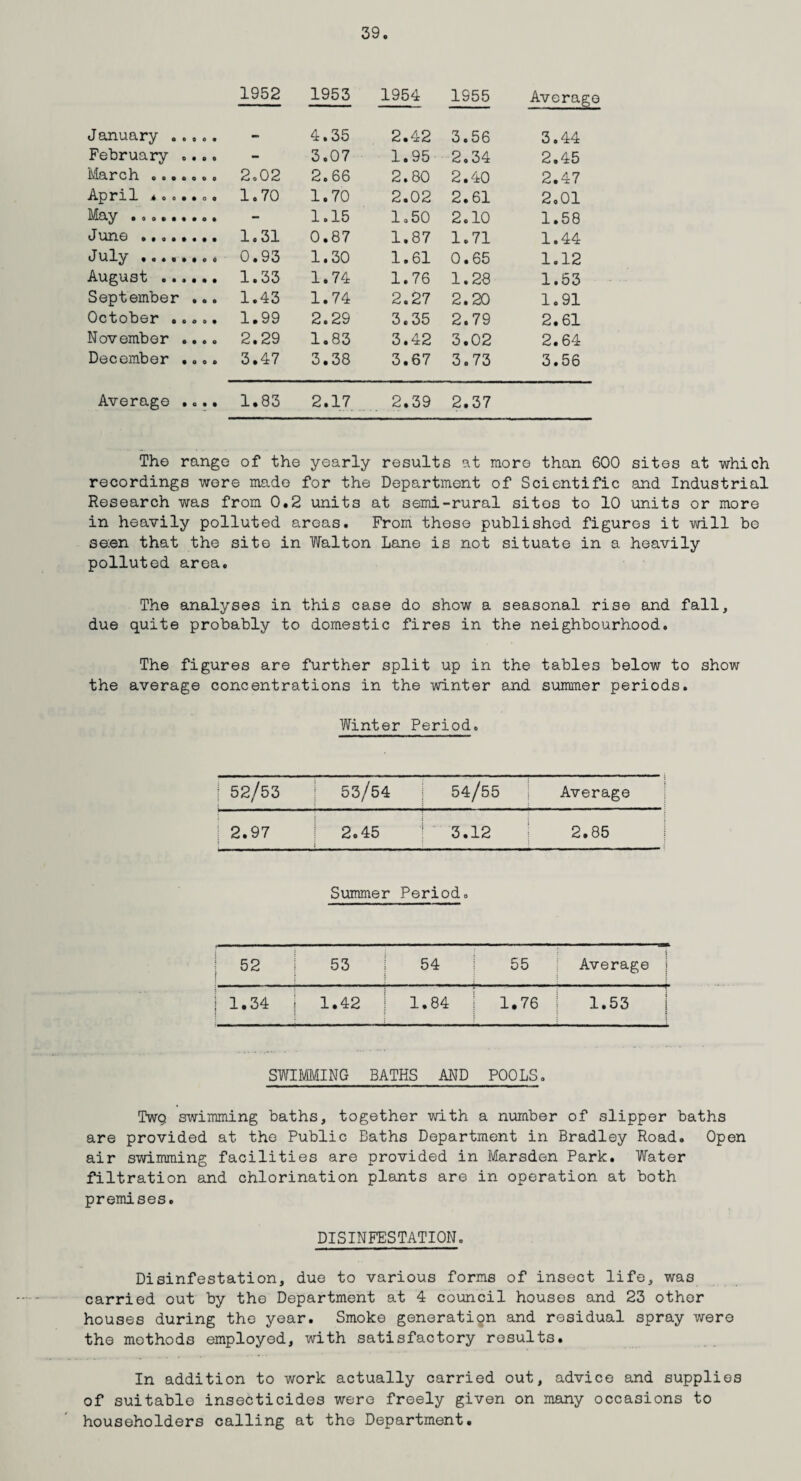 39.
1952 1953 1954 1955 Average
January ..... - 4.35 2.42 3.56 3.44
February .... - 3.07 1.95 2.34 2.45
March ....... 2.02 2.66 2.80 2.40 2.47
April ....... 1.70 1.70 2.02 2.61 2.01
May ......... - 1.15 1.50 2.10 1.58
June ........ 1.31 0.87 1.87 1.71 1.44
July ........ 0.93 1.30 1.61 0.65 1.12
August ...... 1.33 1.74 1.76 1.28 1.53
September ... 1.43 1.74 2.27 2.20 1.91
October ..... 1.99 2.29 3.35 2.79 2.61
November .... 2.29 1.83 3.42 3.02 2.64
December .... 3.47 3.38 3.67 3.73 3.56
Average .... 1.83 2.17 2.39 2.37
The range of the yearly results at more than 600 sites at which
recordings were made for the Department of Scientific and Industrial
Research was from 0.2 units at semi-rural sites to 10 units or more
in heavily polluted areas. From these published figures it will be
seen that the site in Walton Lane is not situate in a heavily
polluted area.
The analyses in this case do show a seasonal rise and fall,
due quite probably to domestic fires in the neighbourhood.
The figures are further split up in the tables below to show
the average concentrations in the winter and summer periods.
Winter Period.
52/53 53/54 54/55 Average
2.97 2.45 3.12 2.85
Summer Period.
52 53 54 55 Average
1.34 1.42 1.84 1.76 1.53
SWIMMING BATHS AND POOLS.
Two swimming baths, together with a number of slipper baths
are provided at the Public Baths Department in Bradley Road. Open
air swimming facilities are provided in Marsden Park. Water
filtration and chlorination plants are in operation at both
premises.
DISINFESTATION.
Disinfestation, due to various forms of insect life, was
carried out by the Department at 4 council houses and 23 other
houses during the year. Smoke generation and residual spray were
the methods employed, with satisfactory results.
In addition to work actually carried out, advice and supplies
of suitable insecticides were freely given on many occasions to
householders calling at the Department.